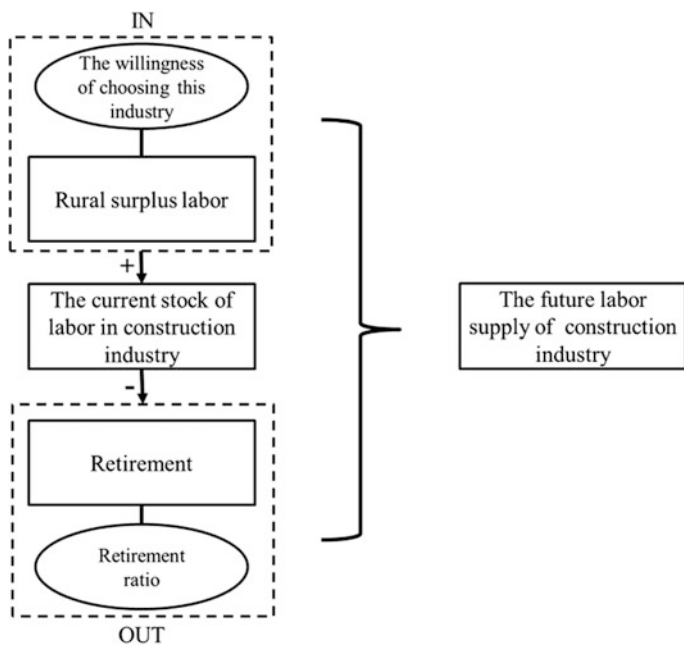 IN
The willingness
of choosing this
industry
Rural surplus labor
+
The current stock of
labor in construction
industry
-
Retirement
Retirement
ratio
OUT
The future labor
supply of construction
industry